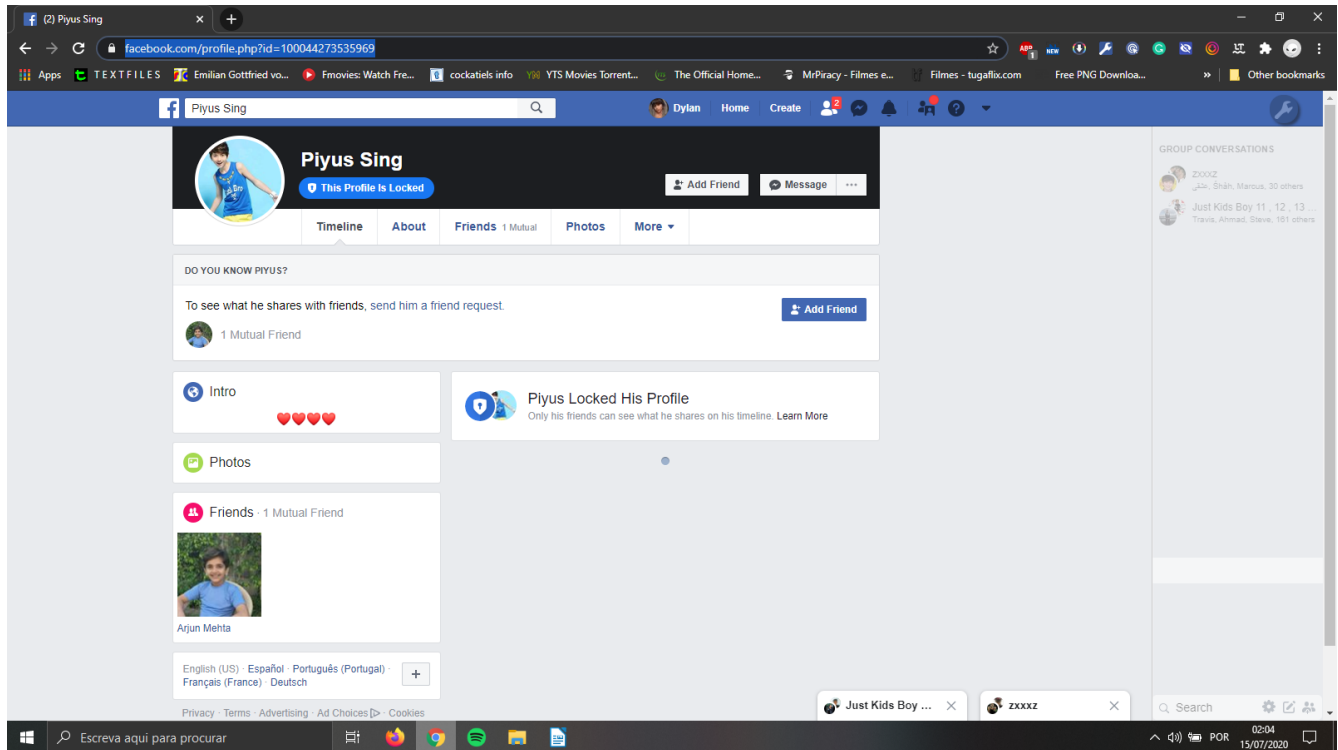 (2) Piyus Sing
facebook.com/profile.php?id=100044273535969
ABP 1 NEW
Apps TEXTFILES Emilian Gottfried vo... Fmovies: Watch Fre... cockatiels info YTS Movies Torrent... The Official Home... MrPiracy - Filmes e... Filmes - tugaflix.com Free PNG Downloa... » Other bookmarks
Piyus Sing Dylan Home Create 2
Piyus Sing
This Profile Is Locked
Add Friend Message ...
Timeline About Friends 1 Mutual Photos More
GROUP CONVERSATIONS
zxxxz
Shāh, Marcus, 30 others
Just Kids Boy 11 , 12 , 13 ...
Travis, Ahmad, Steve, 161 others
DO YOU KNOW PIYUS?
To see what he shares with friends, send him a friend request.
Add Friend
1 Mutual Friend
Intro
Piyus Locked His Profile
Only his friends can see what he shares on his timeline. Learn More
Photos
Friends · 1 Mutual Friend
Arjun Mehta
English (US) · Español · Português (Portugal) ·
Français (France) · Deutsch
Privacy · Terms · Advertising · Ad Choices · Cookies
Just Kids Boy ... zxxxz
Search
Escreva aqui para procurar
POR
02:04
15/07/2020